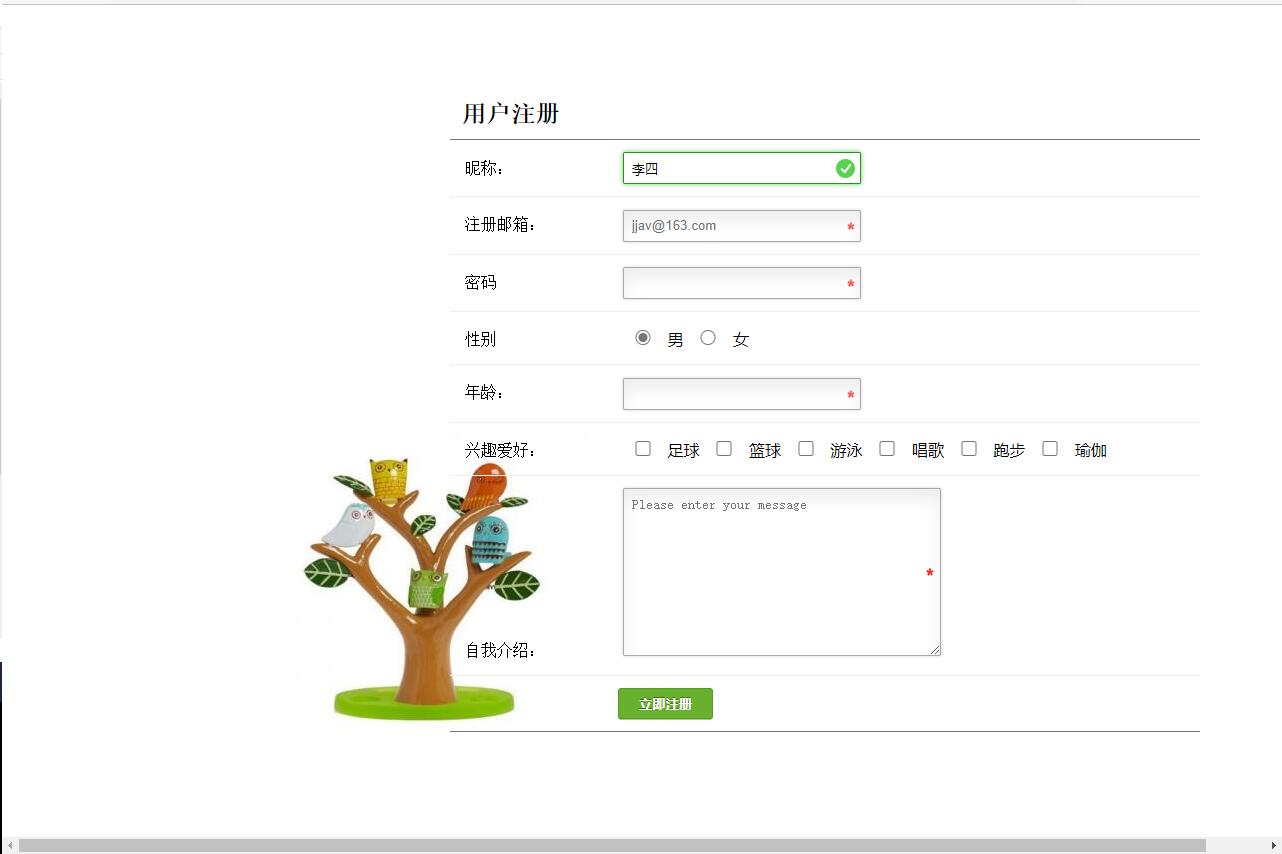 用户注册
昵称： 李四
注册邮箱： jjav@163.com *
密码 *
性别 男 女
年龄： *
兴趣爱好： 足球 篮球 游泳 唱歌 跑步 瑜伽
Please enter your message
*
自我介绍：
立即注册